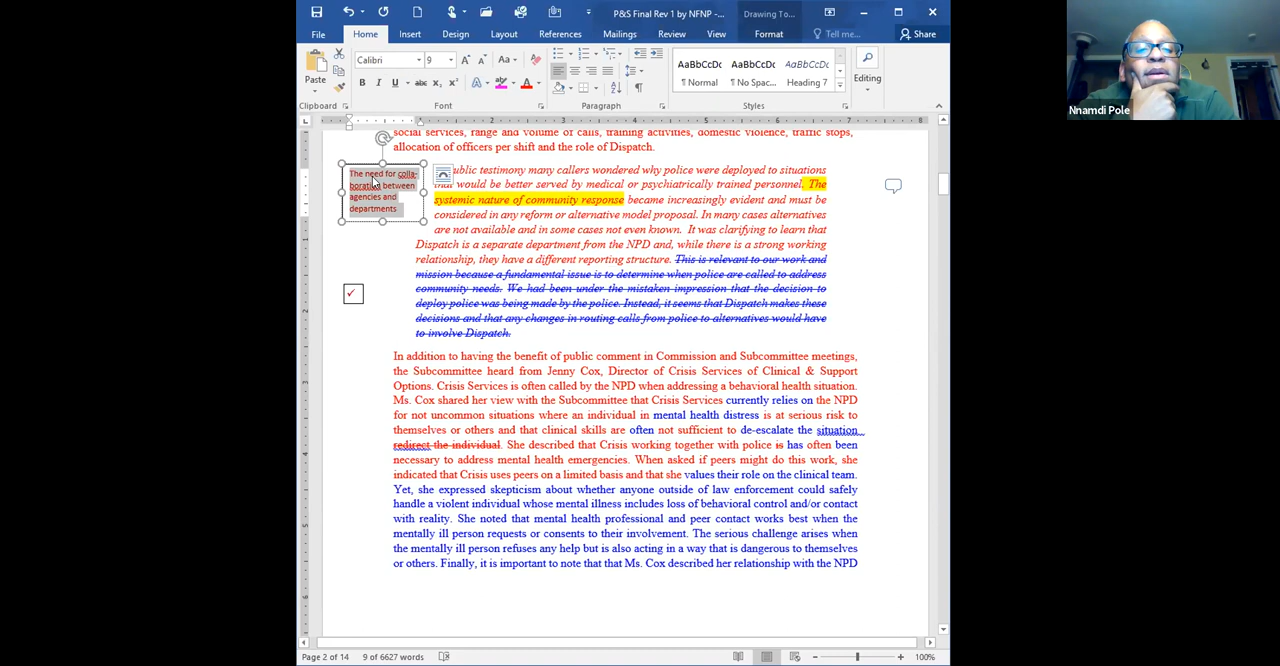 P&S Final Rev 1 by NFNP -...
Drawing To...
File
Home
Insert
Design
Layout
References
Mailings
Review
View
Format
Tell me...
Share
Calibri
9
Paste
AaBbCcDc
AaBbCcDc
AaBbCcDc
¶ Normal
¶ No Spac...
Heading 7
Editing
Clipboard
Font
Paragraph
Styles
Nnamdi Pole
social services, range and volume of calls, training activities, domestic violence, traffic stops,
allocation of officers per shift and the role of Dispatch.
The need for colla-
boration between
agencies and
departments
ublic testimony many callers wondered why police were deployed to situations
would be better served by medical or psychiatrically trained personnel. The
systemic nature of community response became increasingly evident and must be
considered in any reform or alternative model proposal. In many cases alternatives
are not available and in some cases not even known. It was clarifying to learn that
Dispatch is a separate department from the NPD and, while there is a strong working
relationship, they have a different reporting structure. This is relevant to our work and
mission because a fundamental issue is to determine when police are called to address
community needs. We had been under the mistaken impression that the decision to
deploy police was being made by the police. Instead, it seems that Dispatch makes these
decisions and that any changes in routing calls from police to alternatives would have
to involve Dispatch.
In addition to having the benefit of public comment in Commission and Subcommittee meetings,
the Subcommittee heard from Jenny Cox, Director of Crisis Services of Clinical & Support
Options. Crisis Services is often called by the NPD when addressing a behavioral health situation.
Ms. Cox shared her view with the Subcommittee that Crisis Services currently relies on the NPD
for not uncommon situations where an individual in mental health distress is at serious risk to
themselves or others and that clinical skills are often not sufficient to de-escalate the situation
redirect the individual. She described that Crisis working together with police is has often been
necessary to address mental health emergencies. When asked if peers might do this work, she
indicated that Crisis uses peers on a limited basis and that she values their role on the clinical team.
Yet, she expressed skepticism about whether anyone outside of law enforcement could safely
handle a violent individual whose mental illness includes loss of behavioral control and/or contact
with reality. She noted that mental health professional and peer contact works best when the
mentally ill person requests or consents to their involvement. The serious challenge arises when
the mentally ill person refuses any help but is also acting in a way that is dangerous to themselves
or others. Finally, it is important to note that that Ms. Cox described her relationship with the NPD
Page 2 of 14
9 of 6627 words
100%